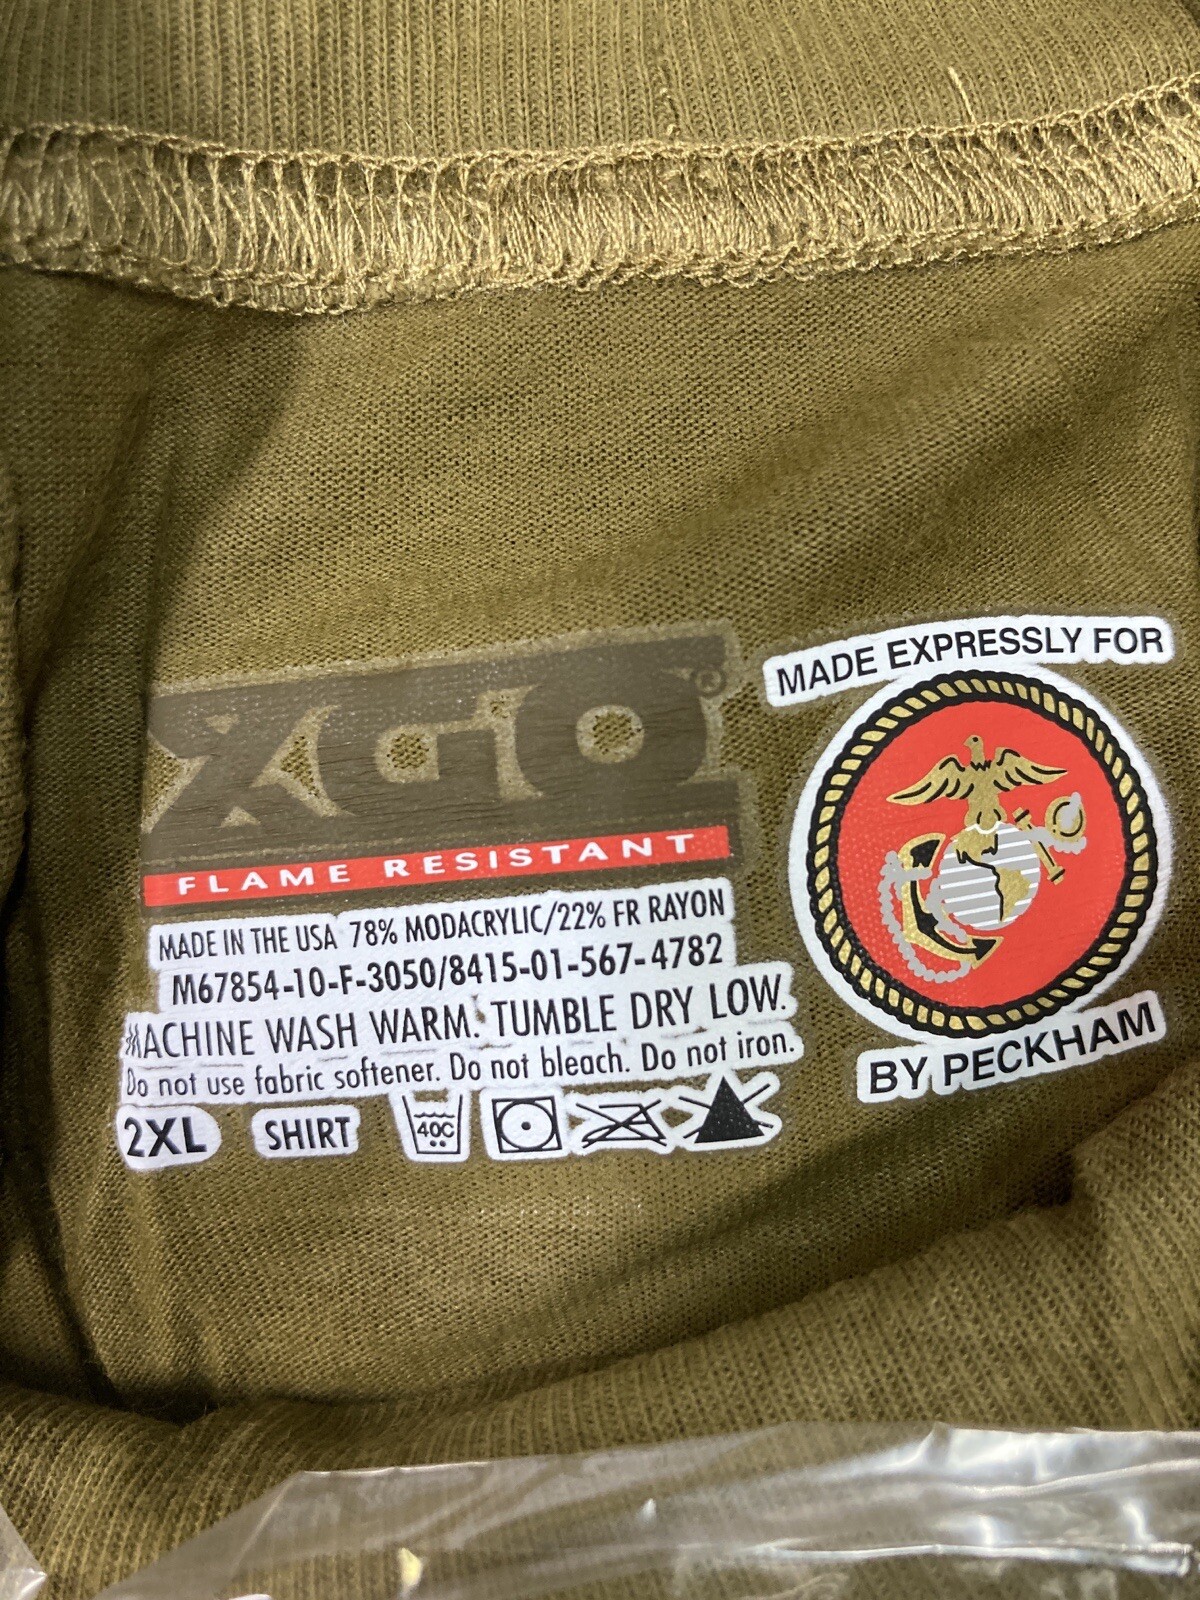 XGO®
FLAME RESISTANT
MADE IN THE USA 78% MODACRYLIC/22% FR RAYON
M67854-10-F-3050/8415-01-567-4782
MACHINE WASH WARM. TUMBLE DRY LOW.
Do not use fabric softener. Do not bleach. Do not iron.
2XL SHIRT 40C
MADE EXPRESSLY FOR
BY PECKHAM